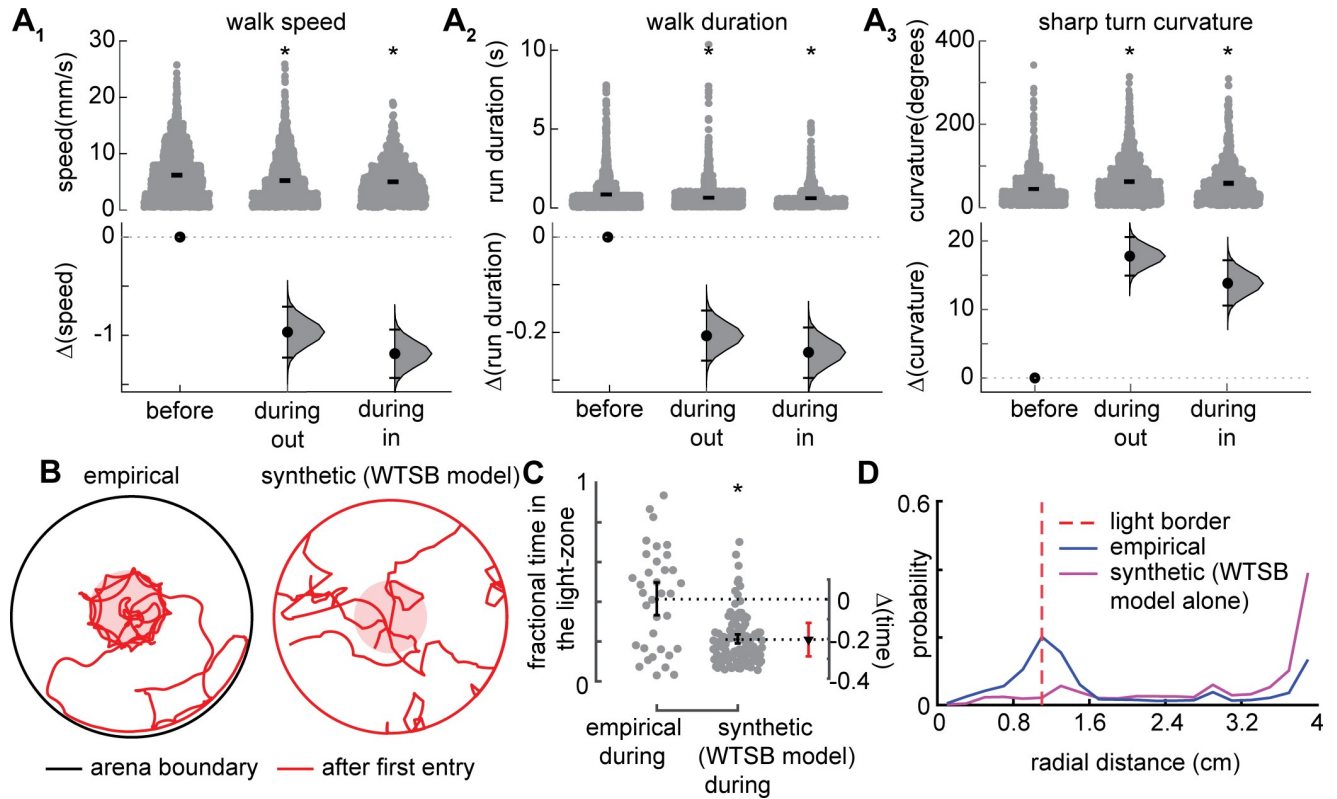 A1 walk speed
speed(mm/s)
30
20
10
0
*
*
Δ(speed)
0
-1
before
during out
during in
A2 walk duration
run duration (s)
10
5
0
*
*
Δ(run duration)
0
-0.2
before
during out
during in
A3 sharp turn curvature
curvature(degrees)
400
200
0
*
*
Δ(curvature)
20
10
0
before
during out
during in
B
empirical
synthetic (WTSB model)
arena boundary
after first entry
C
fractional time in
the light-zone
1
0
*
0
-0.2
-0.4
Δ(time)
empirical
during
synthetic
(WTSB model)
during
D
probability
0.6
0
light border
empirical
synthetic (WTSB
model alone)
0
0.8
1.6
2.4
3.2
4
radial distance (cm)